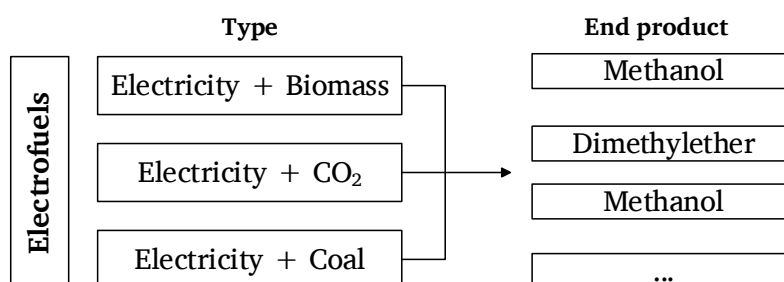 Type
End product
Electrofuels
Electricity + Biomass
Electricity + CO₂
Electricity + Coal
Methanol
Dimethylether
Methanol
...